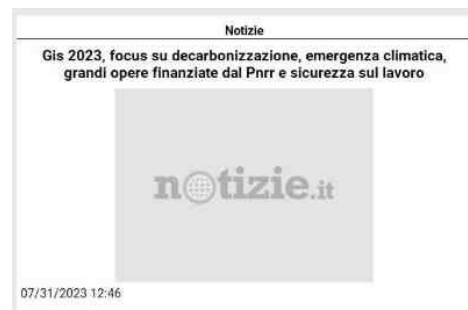 Notizie
Gis 2023, focus su decarbonizzazione, emergenza climatica,
grandi opere finanziate dal Pnrr e sicurezza sul lavoro
notizie.it
07/31/2023 12:46